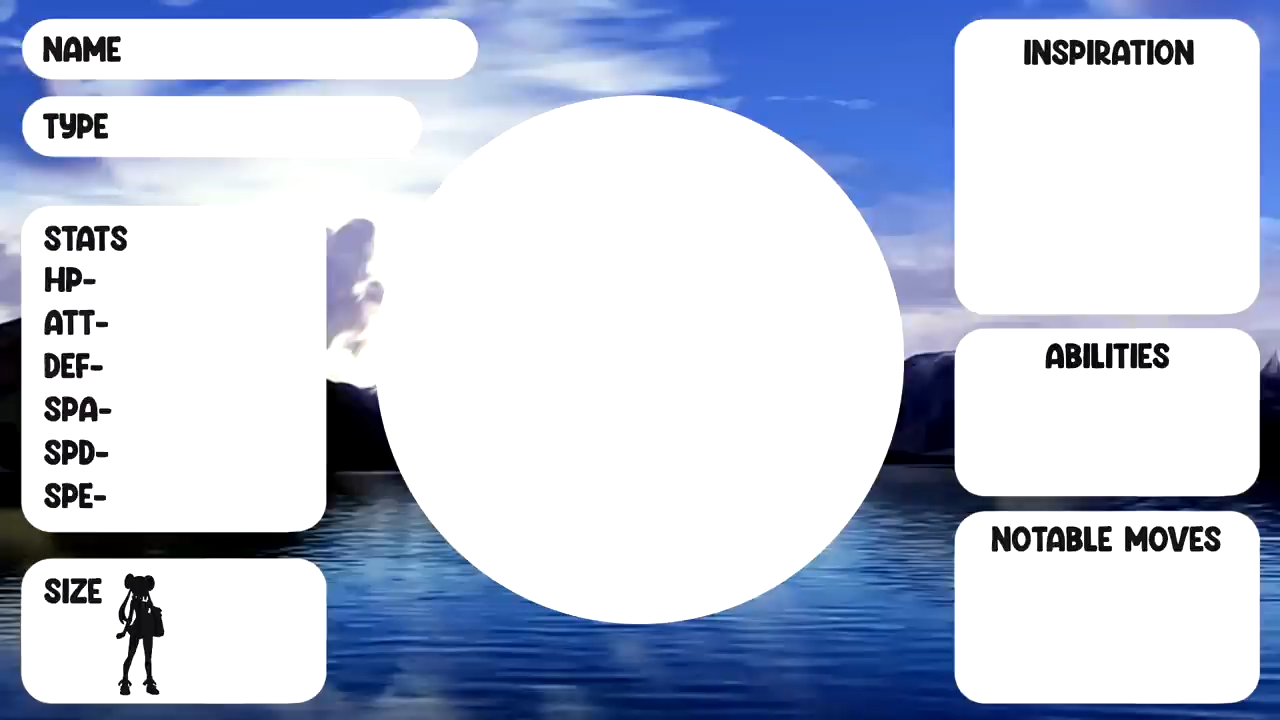 NAME
TYPE
STATS
HP-
ATT-
DEF-
SPA-
SPD-
SPE-
SIZE
INSPIRATION
ABILITIES
NOTABLE MOVES